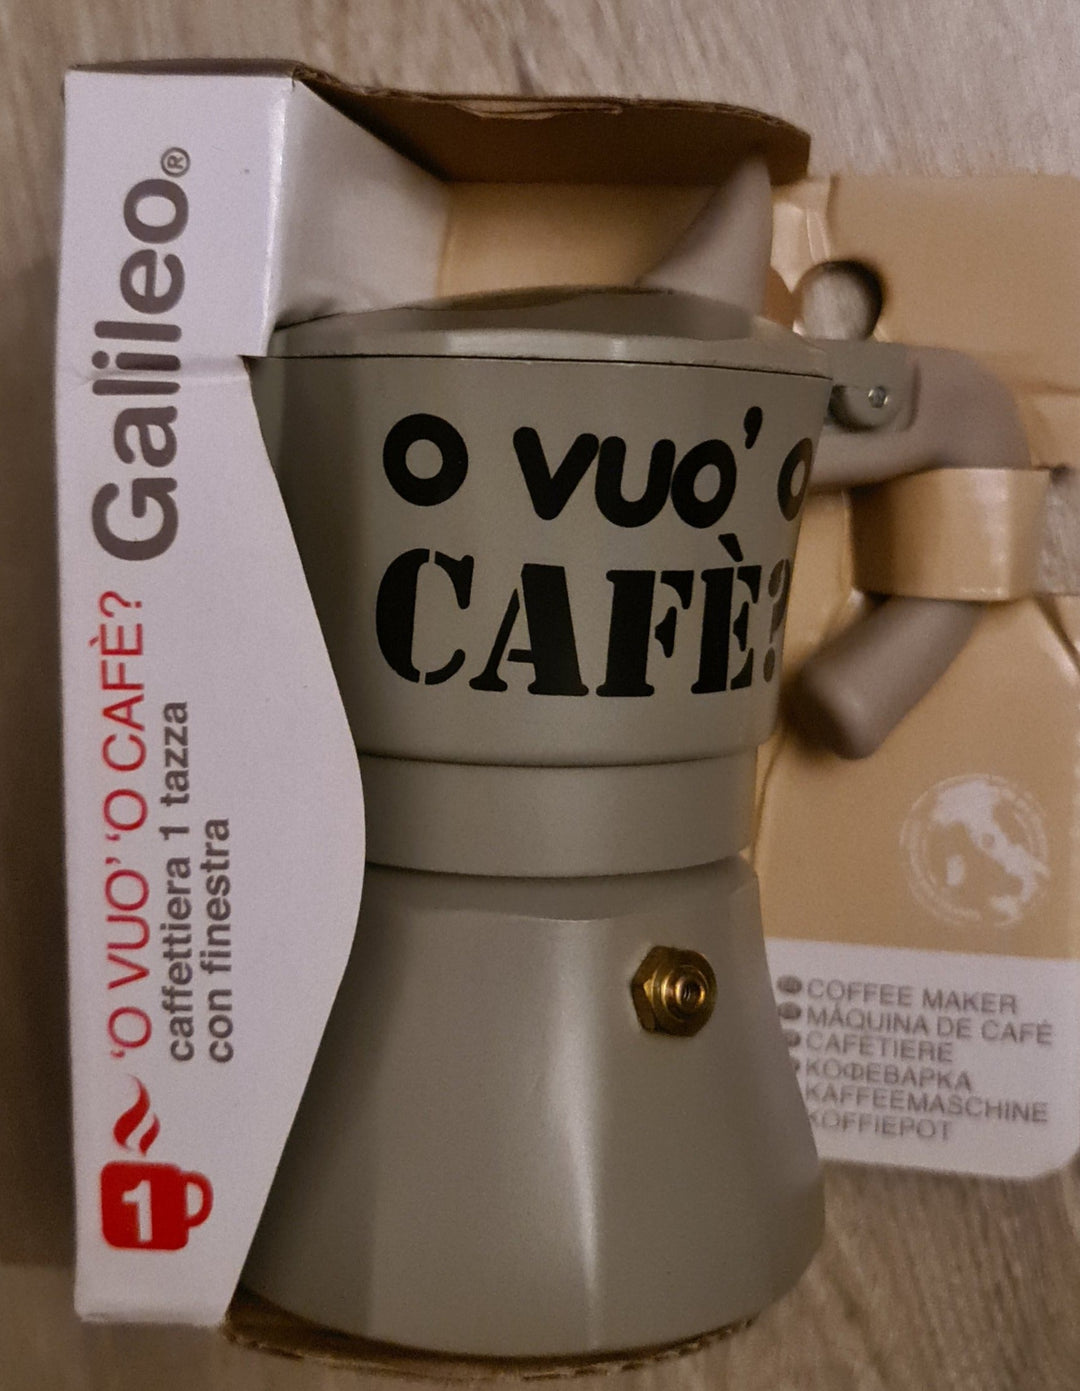 Galileo®
'O VUO' 'O CAFÈ?
caffettiera 1 tazza
con finestra
1
O VUO' O
CAFÈ?
COFFEE MAKER
MÁQUINA DE CAFÉ
CAFETIERE
КОФЕВАРКА
KAFFEEMASCHINE
KOFFIEPOT